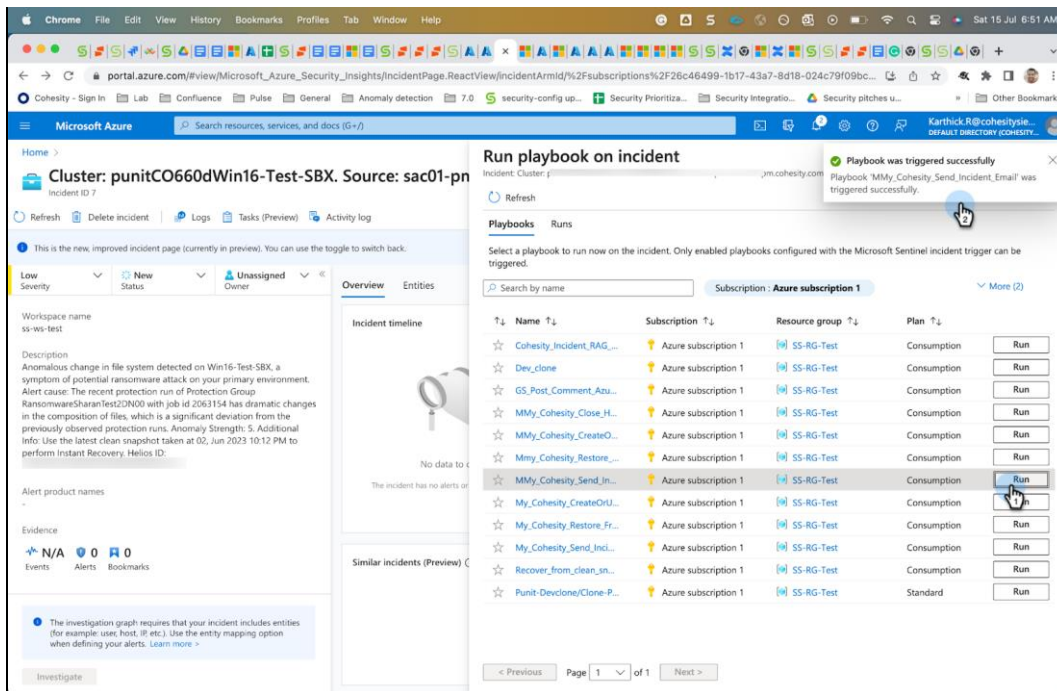 Chrome File Edit View History Bookmarks Profiles Tab Window Help
Sat 15 Jul 6:51 AM
portal.azure.com/#view/Microsoft_Azure_Security_Insights/IncidentPage.ReactView/incidentArmId/%2Fsubscriptions%2F26c46499-1b17-43a7-8d18-024c79f09bc...
Cohesity - Sign In Lab Confluence Pulse General Anomaly detection 7.0 security-config up... Security Prioritiza... Security Integratio... Security pitches u... » Other Bookmark
Microsoft Azure
Search resources, services, and docs (G+/)
2
Karthick.R@cohesitysie...
DEFAULT DIRECTORY (COHESITY...
Home >
Cluster: punitCO660dWin16-Test-SBX. Source: sac01-pn
Incident ID 7
Refresh Delete incident Logs Tasks (Preview) Activity log
This is the new, improved incident page (currently in preview). You can use the toggle to switch back.
Low
Severity
New
Status
Unassigned
Owner
Workspace name
ss-ws-test
Description
Anomalous change in file system detected on Win16-Test-SBX, a
symptom of potential ransomware attack on your primary environment.
Alert cause: The recent protection run of Protection Group
RansomwareSharanTest2DN00 with job id 2063154 has dramatic changes
in the composition of files, which is a significant deviation from the
previously observed protection runs. Anomaly Strength: 5. Additional
Info: Use the latest clean snapshot taken at 02, Jun 2023 10:12 PM to
perform Instant Recovery. Helios ID:
Alert product names
-
Evidence
N/A 0 0
Events Alerts Bookmarks
The investigation graph requires that your incident includes entities
(for example: user, host, IP, etc.). Use the entity mapping option
when defining your alerts. Learn more >
Investigate
Overview Entities
Incident timeline
No data to
The incident has no alerts or
Similar incidents (Preview)
Run playbook on incident
Incident: Cluster:
.cohesity.com
Refresh
Playbook was triggered successfully
Playbook 'MMy_Cohesity_Send_Incident_Email' was
triggered successfully.
2
Playbooks Runs
Select a playbook to run now on the incident. Only enabled playbooks configured with the Microsoft Sentinel incident trigger can be
triggered.
Search by name
Subscription : Azure subscription 1
More (2)
Name Subscription Resource group Plan
Cohesity_Incident_RAG_... Azure subscription 1 SS-RG-Test Consumption Run
Dev_clone Azure subscription 1 SS-RG-Test Consumption Run
GS_Post_Comment_Azu... Azure subscription 1 SS-RG-Test Consumption Run
MMy_Cohesity_Close_H... Azure subscription 1 SS-RG-Test Consumption Run
MMy_Cohesity_CreateO... Azure subscription 1 SS-RG-Test Consumption Run
Mmy_Cohesity_Restore_... Azure subscription 1 SS-RG-Test Consumption Run
MMy_Cohesity_Send_In... Azure subscription 1 SS-RG-Test Consumption Run
1
My_Cohesity_CreateOrU... Azure subscription 1 SS-RG-Test Consumption
My_Cohesity_Restore_Fr... Azure subscription 1 SS-RG-Test Consumption Run
My_Cohesity_Send_Inci... Azure subscription 1 SS-RG-Test Consumption Run
Recover_from_clean_sn... Azure subscription 1 SS-RG-Test Consumption Run
Punit-Devclone/Clone-P... Azure subscription 1 SS-RG-Test Standard Run
< Previous Page 1 of 1 Next >